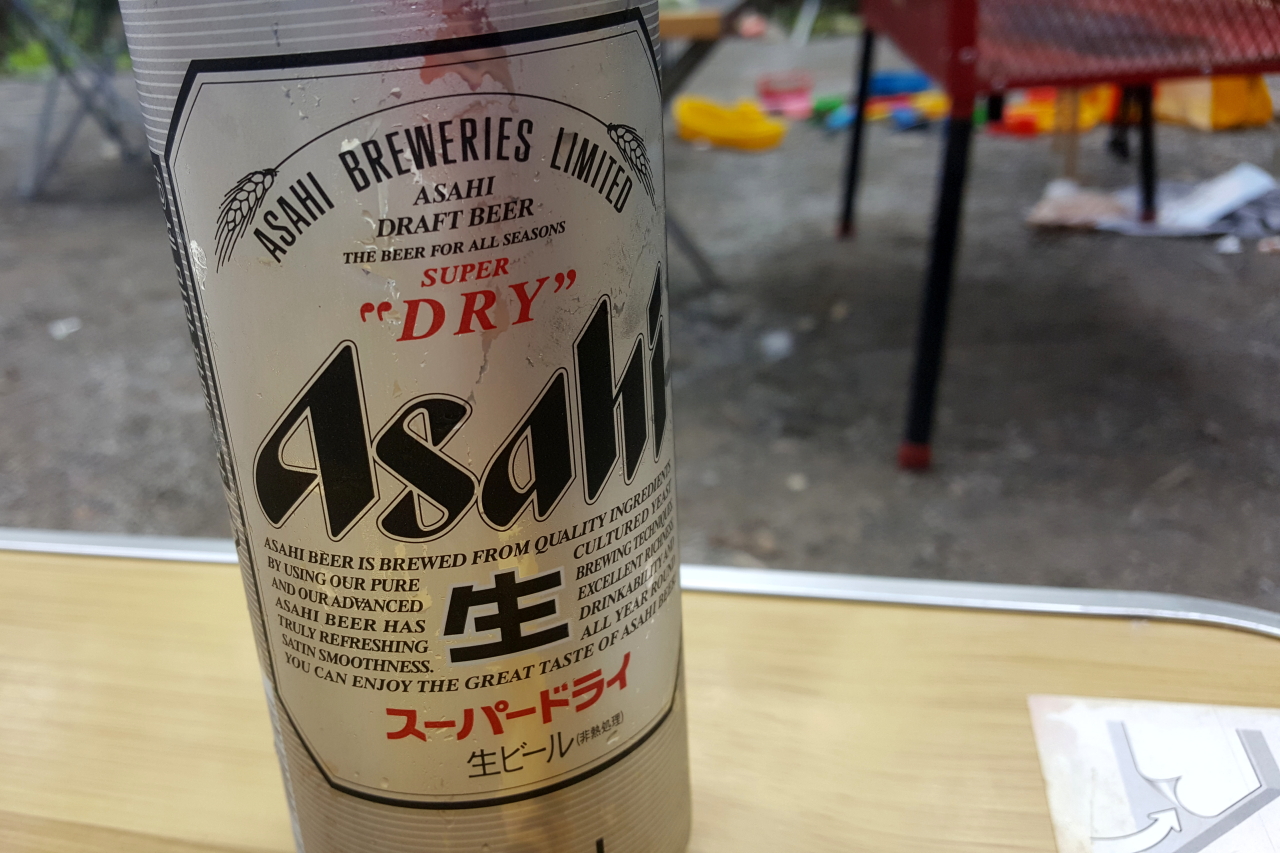 ASAHI BREWERIES LIMITED
ASAHI
DRAFT BEER
THE BEER FOR ALL SEASONS
SUPER
"DRY"
Asahi
ASAHI BEER IS BREWED FROM QUALITY INGREDIENTS
BY USING OUR PURE CULTURED YEAST
AND OUR ADVANCED BREWING TECHNIQUES.
ASAHI BEER HAS EXCELLENT RICHNESS
TRULY REFRESHING DRINKABILITY AND
SATIN SMOOTHNESS. ALL YEAR ROUND
YOU CAN ENJOY THE GREAT TASTE OF ASAHI BEER
生
スーパードライ
生ビール(非熱処理)